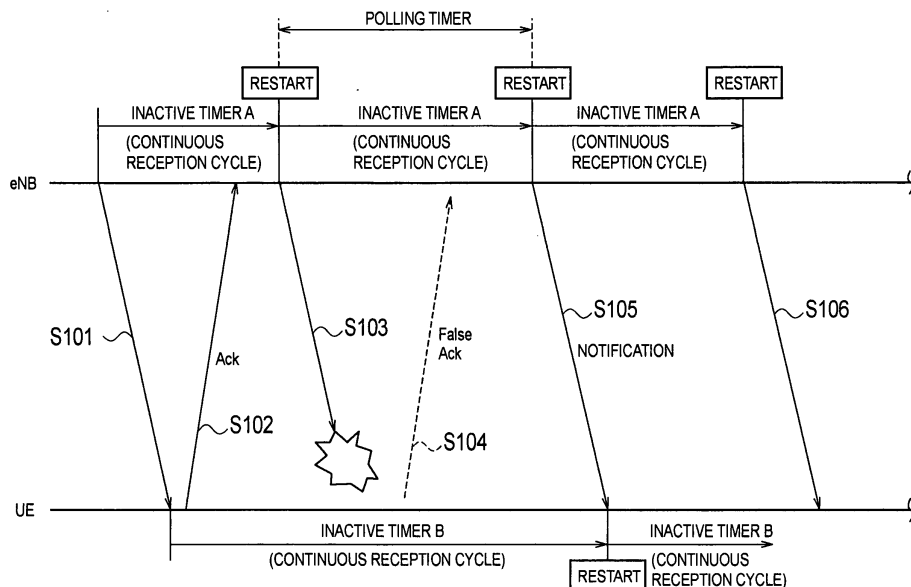 POLLING TIMER
RESTART
RESTART
RESTART
INACTIVE TIMER A
(CONTINUOUS
RECEPTION CYCLE)
INACTIVE TIMER A
(CONTINUOUS
RECEPTION CYCLE)
INACTIVE TIMER A
(CONTINUOUS
RECEPTION CYCLE)
eNB
S101
Ack
S102
S103
False
Ack
S104
S105
NOTIFICATION
S106
UE
INACTIVE TIMER B
(CONTINUOUS RECEPTION CYCLE)
RESTART
INACTIVE TIMER B
(CONTINUOUS
RECEPTION CYCLE)